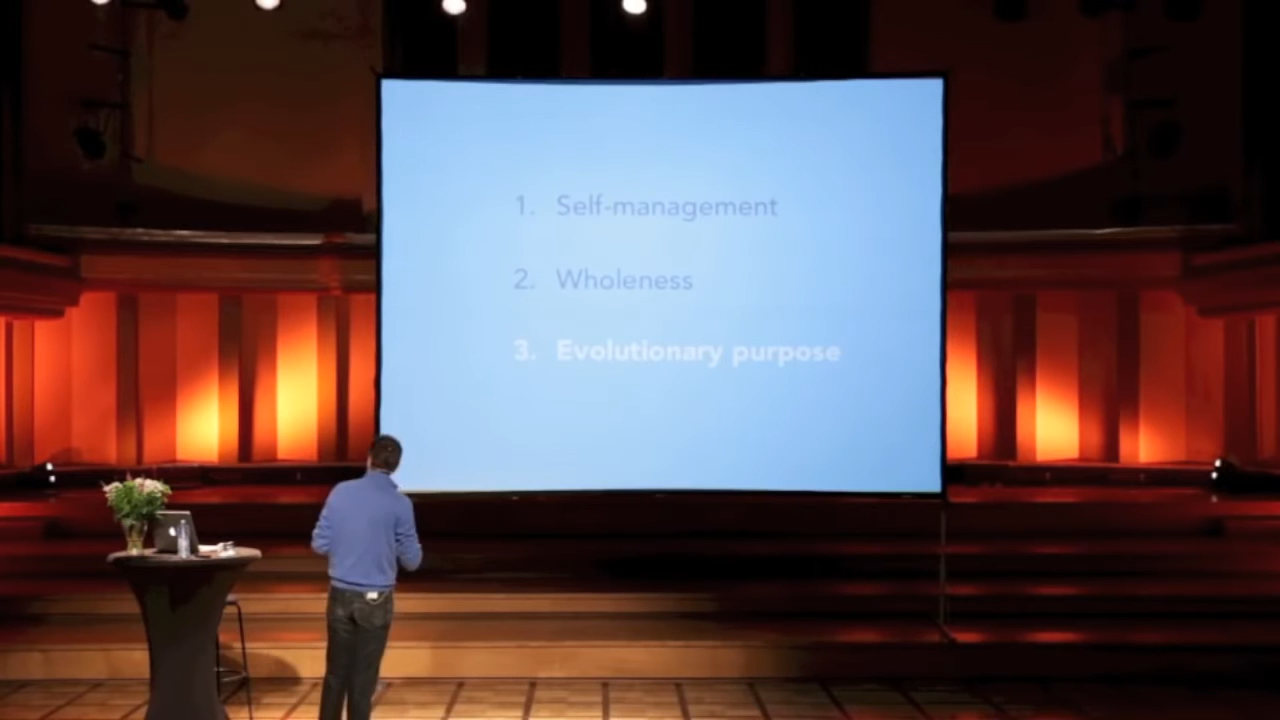 1. Self-management
2. Wholeness
3. Evolutionary purpose